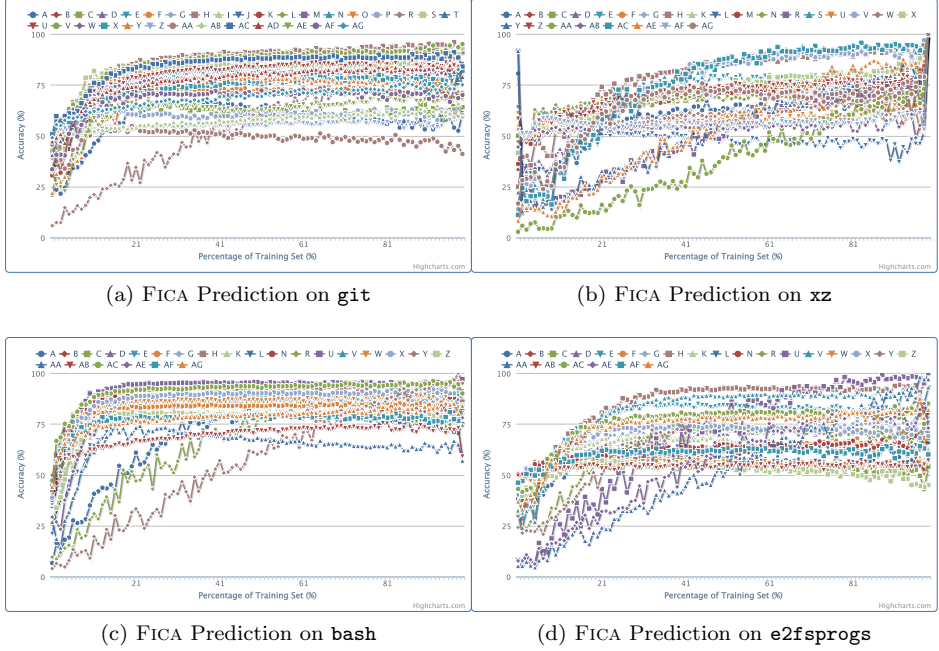 A B C D E F G H I J K L M N O P R S T
U V W X Y Z AA AB AC AD AE AF AG
Accuracy (%)
100
75
50
25
0
21
41
61
81
Percentage of Training Set (%)
Highcharts.com
(a) FICA Prediction on git
A B C D E F G H K L M N R S U V W X
Y Z AA AB AC AE AF AG
Accuracy (%)
100
75
50
25
0
21
41
61
81
Percentage of Training Set (%)
Highcharts.com
(b) FICA Prediction on xz
A B C D E F G H K L N R U V W X Y Z
AA AB AC AE AF AG
Accuracy (%)
100
75
50
25
0
21
41
61
81
Percentage of Training Set (%)
Highcharts.com
(c) FICA Prediction on bash
A B C D E F G H K L N R U V W X Y Z
AA AB AC AE AF AG
Accuracy (%)
100
75
50
25
0
21
41
61
81
Percentage of Training Set (%)
Highcharts.com
(d) FICA Prediction on e2fsprogs